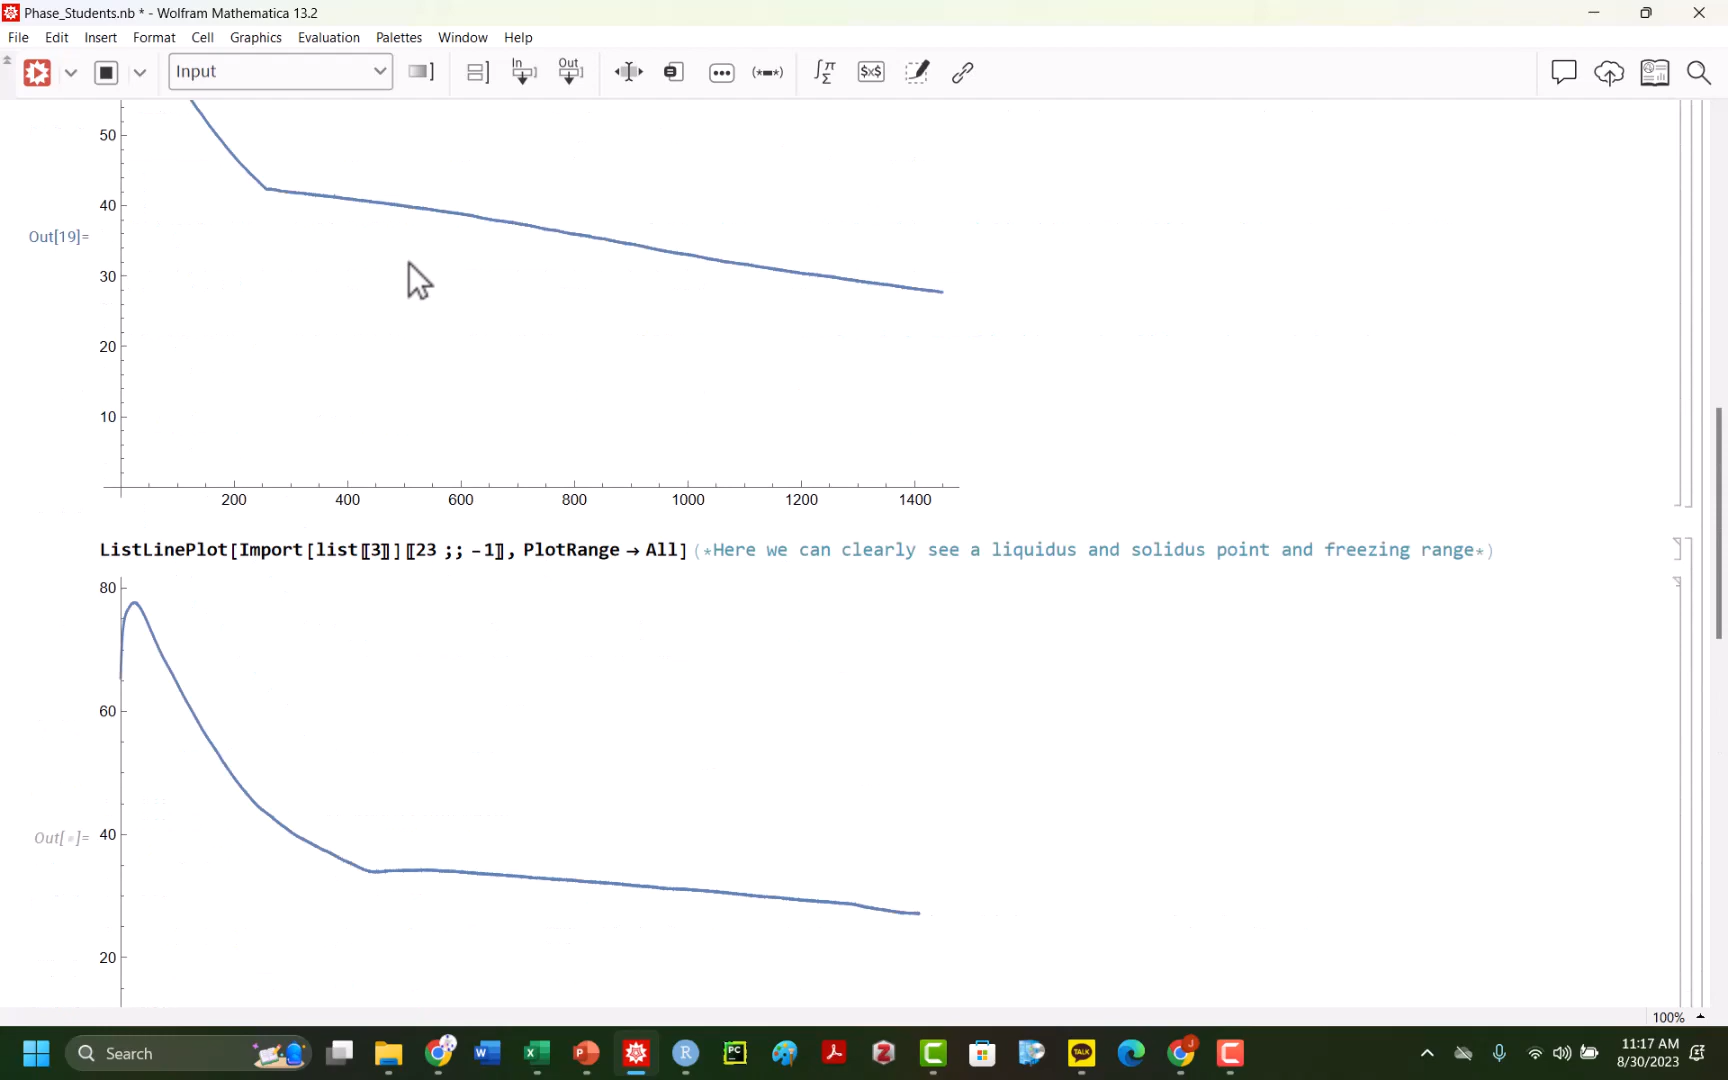 Phase_Students.nb * - Wolfram Mathematica 13.2
File Edit Insert Format Cell Graphics Evaluation Palettes Window Help
Input
In
Out
50
40
Out[19]=
30
20
10
200 400 600 800 1000 1200 1400
ListLinePlot[Import[list〚3〛]〚23 ;; -1〛, PlotRange → All] (*Here we can clearly see a liquidus and solidus point and freezing range*)
80
60
Out[ ]= 40
20
100%
Search
TALK
11:17 AM
8/30/2023